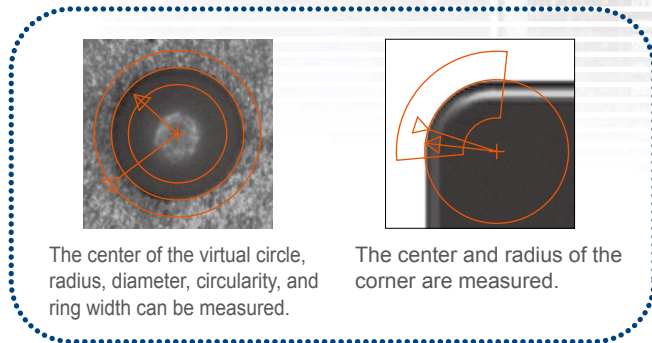 The center of the virtual circle,
radius, diameter, circularity, and
ring width can be measured.
The center and radius of the
corner are measured.